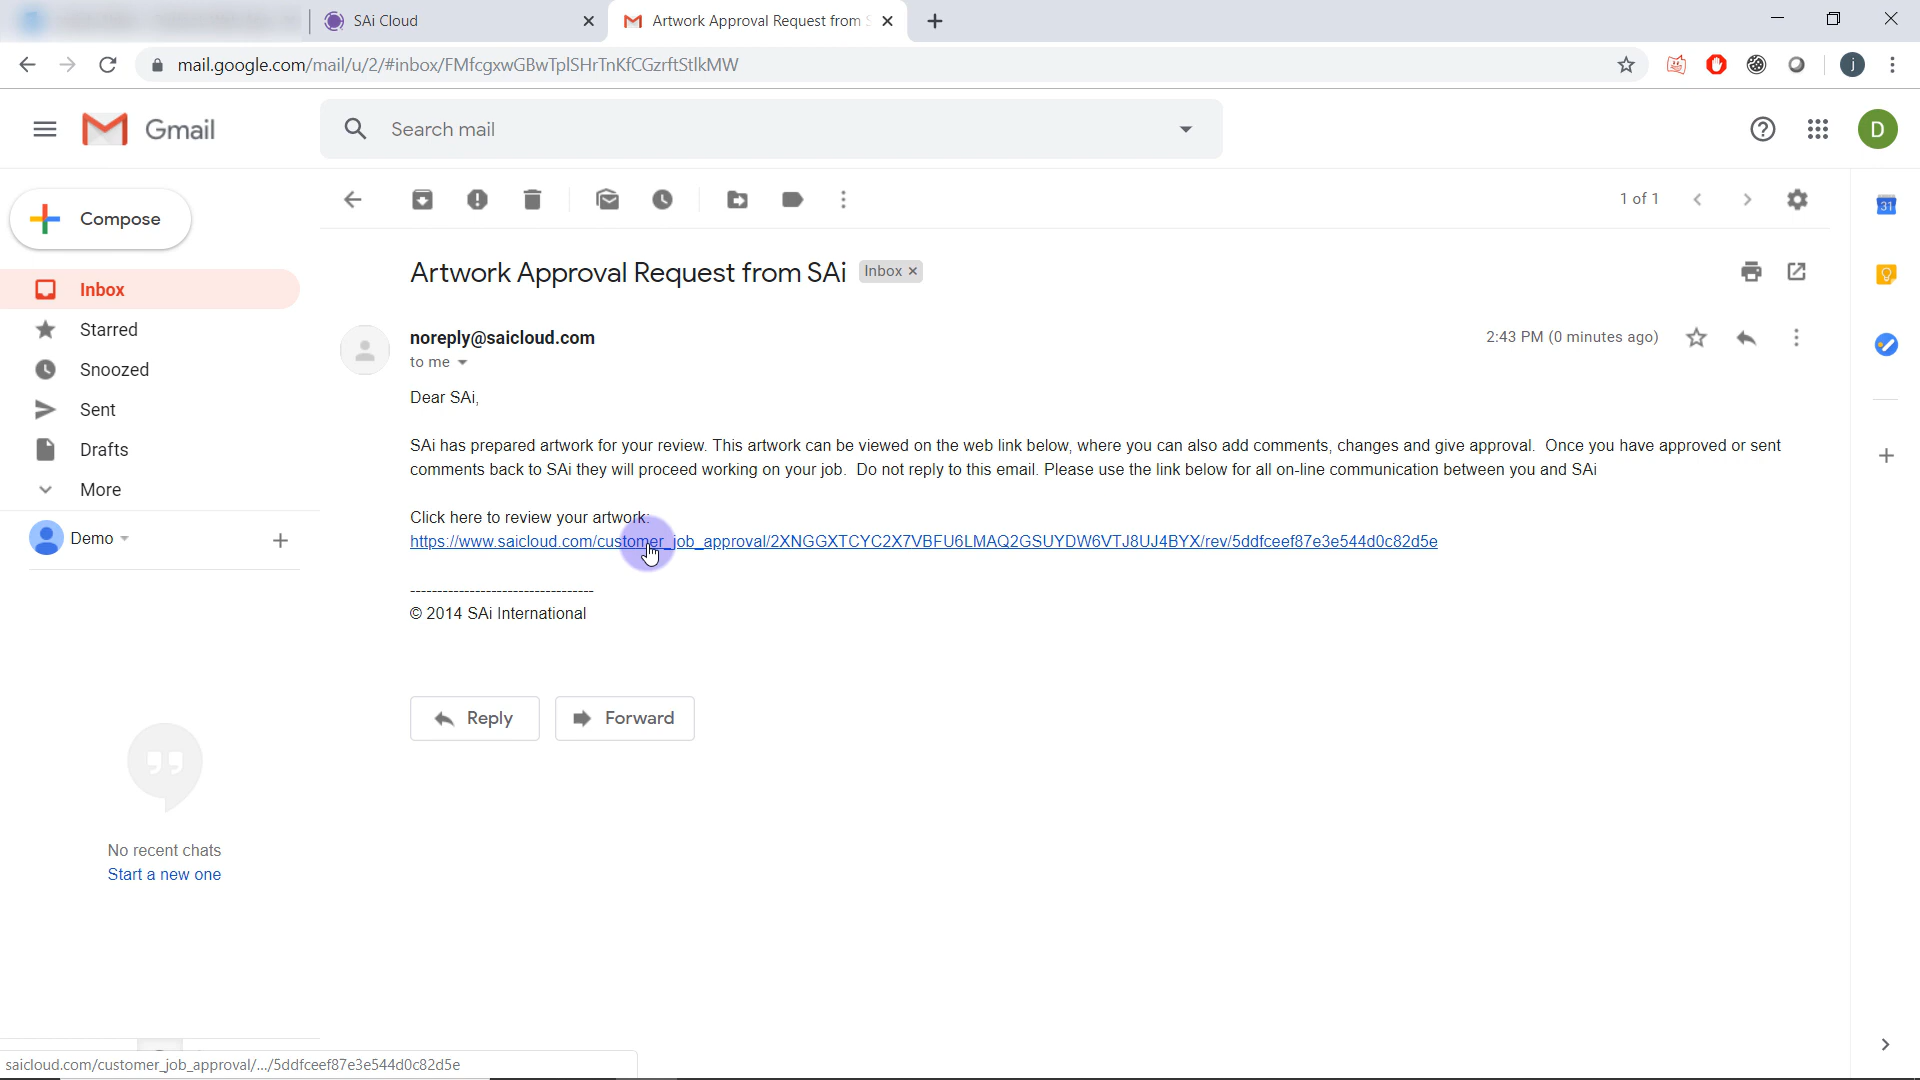 SAi Cloud
Artwork Approval Request from S
mail.google.com/mail/u/2/#inbox/FMfcgxwGBwTplSHrTnKfCGzrftStlkMW
j
Gmail
Search mail
D
Compose
1 of 1
31
Artwork Approval Request from SAi
Inbox ×
Inbox
Starred
noreply@saicloud.com
2:43 PM (0 minutes ago)
to me
Snoozed
Dear SAi,
Sent
Drafts
SAi has prepared artwork for your review. This artwork can be viewed on the web link below, where you can also add comments, changes and give approval. Once you have approved or sent
comments back to SAi they will proceed working on your job. Do not reply to this email. Please use the link below for all on-line communication between you and SAi
More
Click here to review your artwork:
Demo
https://www.saicloud.com/customer_job_approval/2XNGGXTCYC2X7VBFU6LMAQ2GSUYDW6VTJ8UJ4BYX/rev/5ddfceef87e3e544d0c82d5e
----------------------------------
© 2014 SAi International
Reply
Forward
No recent chats
Start a new one
saicloud.com/customer_job_approval/.../5ddfceef87e3e544d0c82d5e